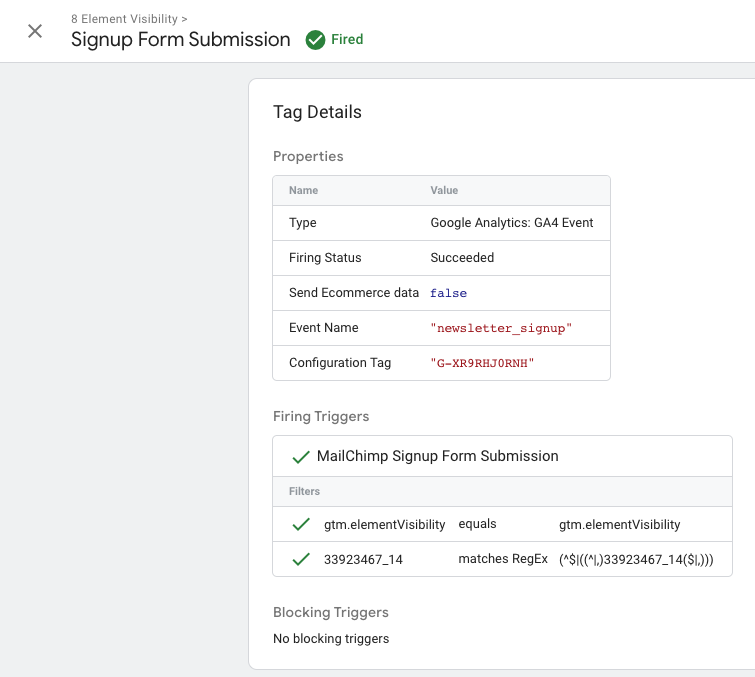 8 Element Visibility >
Signup Form Submission Fired
Tag Details
Properties
Name Value
Type Google Analytics: GA4 Event
Firing Status Succeeded
Send Ecommerce data false
Event Name "newsletter_signup"
Configuration Tag "G-XR9RHJ0RNH"
Firing Triggers
MailChimp Signup Form Submission
Filters
gtm.elementVisibility equals gtm.elementVisibility
33923467_14 matches RegEx (^$|((^|,)33923467_14($|,)))
Blocking Triggers
No blocking triggers